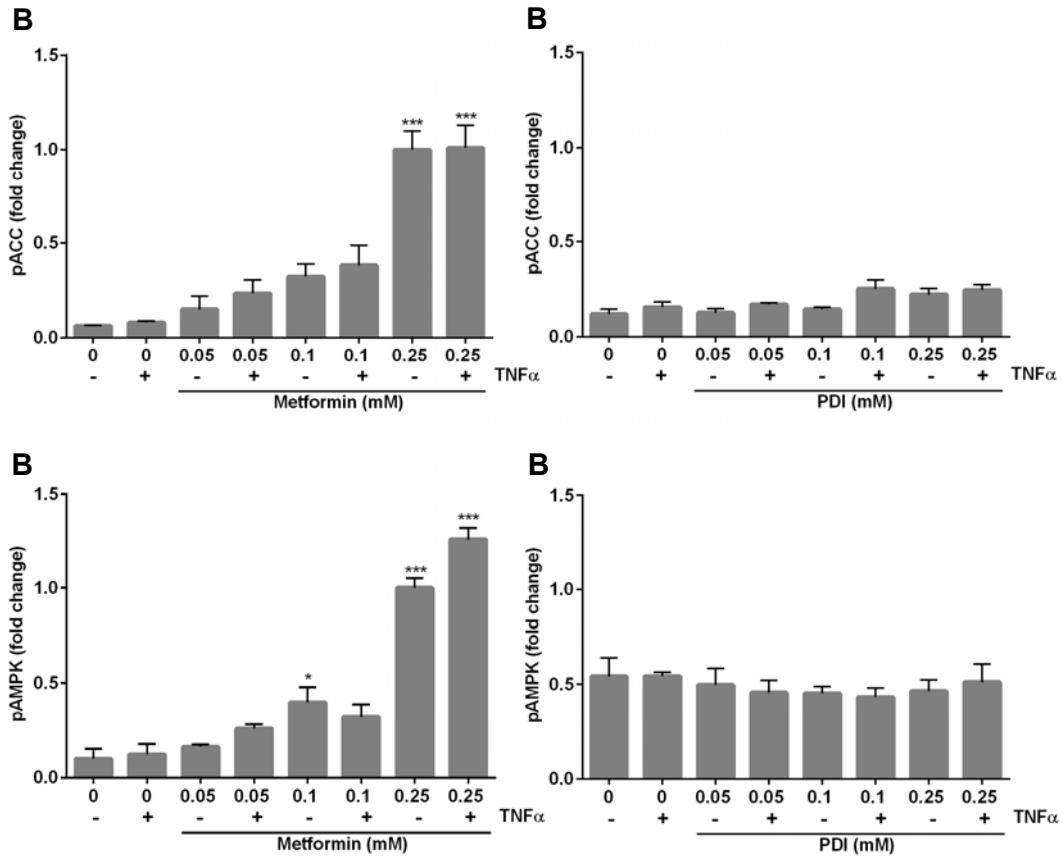 B
pACC (fold change)
1.5
1.0
0.5
0.0
*** ***
0 0 0.05 0.05 0.1 0.1 0.25 0.25
- + - + - + - + TNFα
Metformin (mM)
B
pACC (fold change)
1.5
1.0
0.5
0.0
0 0 0.05 0.05 0.1 0.1 0.25 0.25
- + - + - + - + TNFα
PDI (mM)
B
pAMPK (fold change)
1.5
1.0
0.5
0.0
* *** ***
0 0 0.05 0.05 0.1 0.1 0.25 0.25
- + - + - + - + TNFα
Metformin (mM)
B
pAMPK (fold change)
1.5
1.0
0.5
0.0
0 0 0.05 0.05 0.1 0.1 0.25 0.25
- + - + - + - + TNFα
PDI (mM)